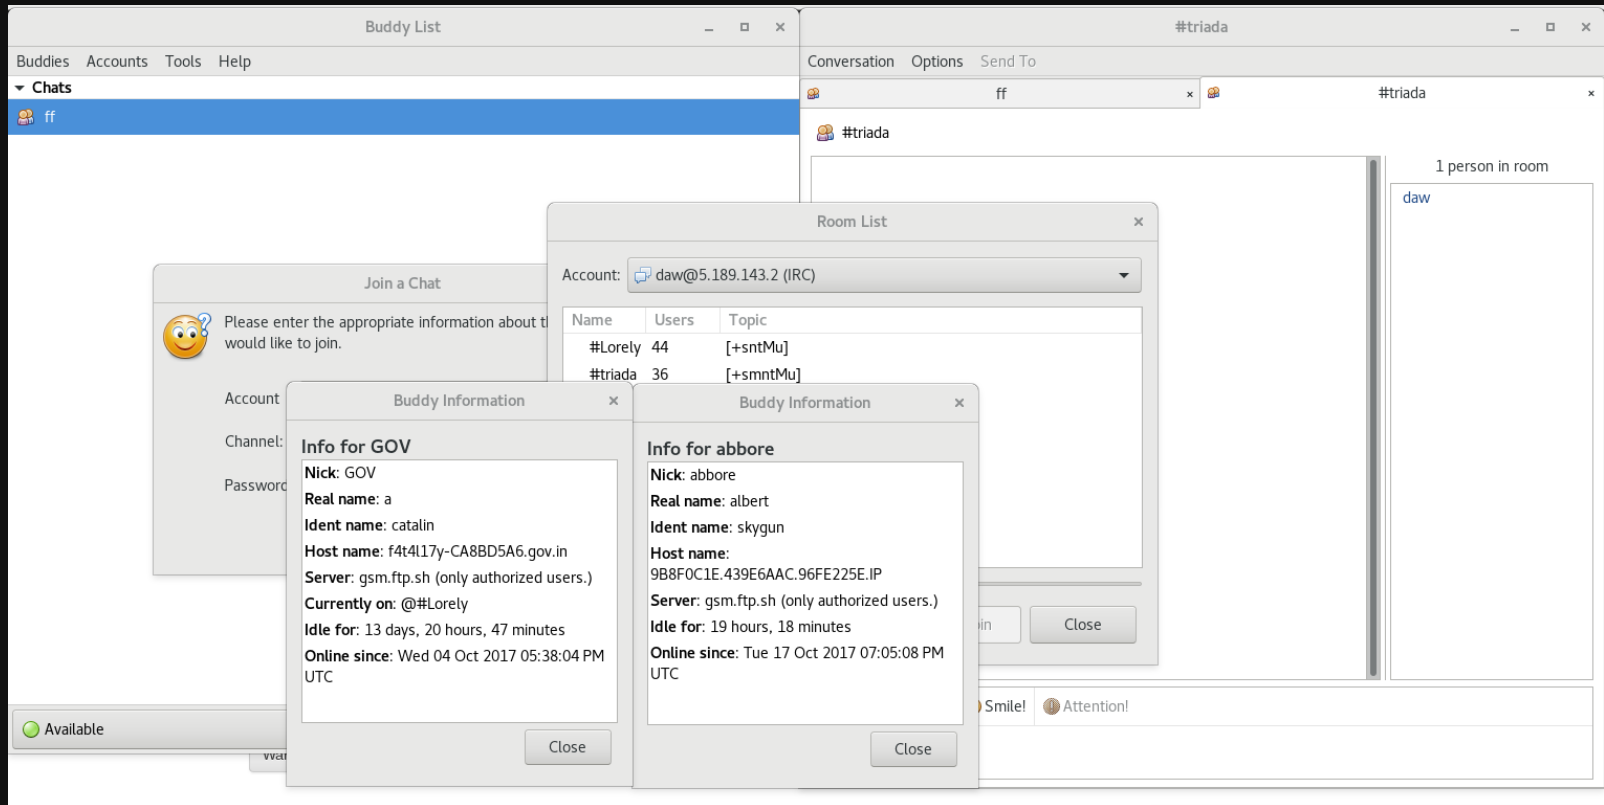 Buddy List
Buddies Accounts Tools Help
Chats
ff
Available
#triada
Conversation Options Send To
ff
#triada
#triada
1 person in room
daw
Smile! Attention!
Join a Chat
Please enter the appropriate information about
would like to join.
Account
Channel:
Password
Room List
Account: daw@5.189.143.2 (IRC)
Name Users Topic
#Lorely 44 [+sntMu]
#triada 36 [+smntMu]
Close
Buddy Information
Info for GOV
Nick: GOV
Real name: a
Ident name: catalin
Host name: f4t4l17y-CA8BD5A6.gov.in
Server: gsm.ftp.sh (only authorized users.)
Currently on: @#Lorely
Idle for: 13 days, 20 hours, 47 minutes
Online since: Wed 04 Oct 2017 05:38:04 PM
UTC
Close
Buddy Information
Info for abbore
Nick: abbore
Real name: albert
Ident name: skygun
Host name:
9B8F0C1E.439E6AAC.96FE225E.IP
Server: gsm.ftp.sh (only authorized users.)
Idle for: 19 hours, 18 minutes
Online since: Tue 17 Oct 2017 07:05:08 PM
UTC
Close